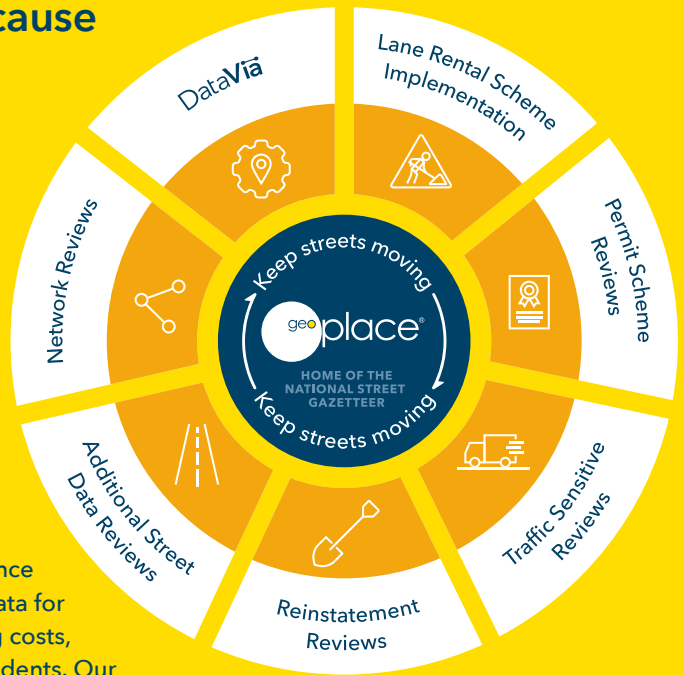 cause
DataVia
Lane Rental Scheme
Implementation
Permit Scheme
Reviews
Traffic Sensitive
Reviews
Reinstatement
Reviews
Additional Street
Data Reviews
Network Reviews
Keep streets moving
geoplace®
HOME OF THE
NATIONAL STREET
GAZETTEER
Keep streets moving
nce
ata for
g costs,
dents. Our